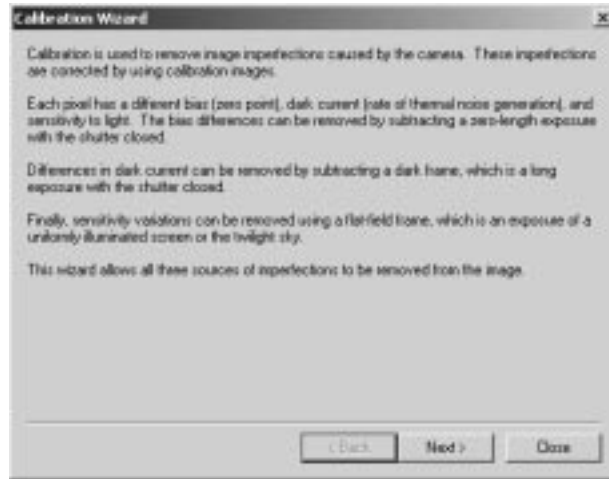 Calibration Wizard
Calibration is used to remove image imperfections caused by the camera. These imperfections
are corrected by using calibration images.
Each pixel has a different bias (zero point), dark current (rate of thermal noise generation), and
sensitivity to light. The bias differences can be removed by subtracting a zero-length exposure
with the shutter closed.
Differences in dark current can be removed by subtracting a dark frame, which is a long
exposure with the shutter closed.
Finally, sensitivity variations can be removed using a flat-field frame, which is an exposure of a
uniformly illuminated screen or the twilight sky.
This wizard allows all three sources of imperfections to be removed from the image.
< Back Next > Close